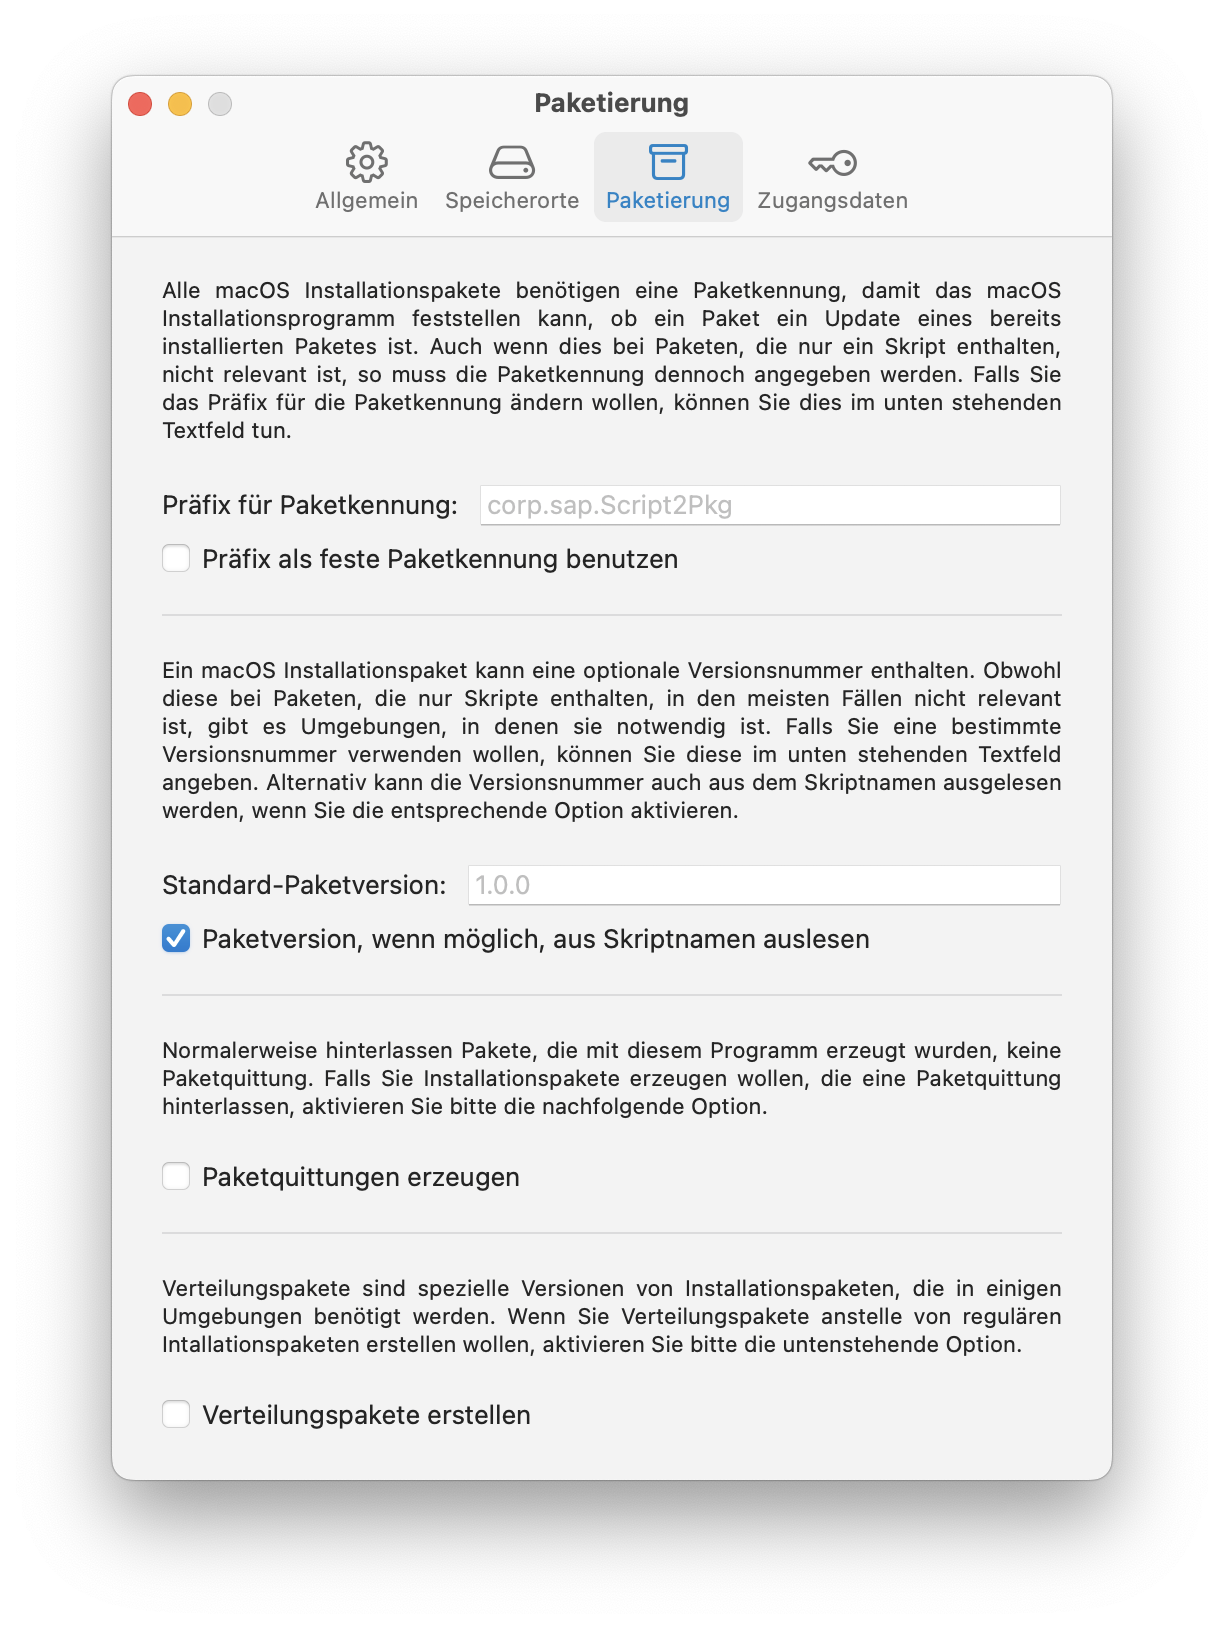 Paketierung
Allgemein
Speicherorte
Paketierung
Zugangsdaten
Alle macOS Installationspakete benötigen eine Paketkennung, damit das macOS
Installationsprogramm feststellen kann, ob ein Paket ein Update eines bereits
installierten Paketes ist. Auch wenn dies bei Paketen, die nur ein Skript enthalten,
nicht relevant ist, so muss die Paketkennung dennoch angegeben werden. Falls Sie
das Präfix für die Paketkennung ändern wollen, können Sie dies im unten stehenden
Textfeld tun.
Präfix für Paketkennung: corp.sap.Script2Pkg
Präfix als feste Paketkennung benutzen
Ein macOS Installationspaket kann eine optionale Versionsnummer enthalten. Obwohl
diese bei Paketen, die nur Skripte enthalten, in den meisten Fällen nicht relevant
ist, gibt es Umgebungen, in denen sie notwendig ist. Falls Sie eine bestimmte
Versionsnummer verwenden wollen, können Sie diese im unten stehenden Textfeld
angeben. Alternativ kann die Versionsnummer auch aus dem Skriptnamen ausgelesen
werden, wenn Sie die entsprechende Option aktivieren.
Standard-Paketversion: 1.0.0
Paketversion, wenn möglich, aus Skriptnamen auslesen
Normalerweise hinterlassen Pakete, die mit diesem Programm erzeugt wurden, keine
Paketquittung. Falls Sie Installationspakete erzeugen wollen, die eine Paketquittung
hinterlassen, aktivieren Sie bitte die nachfolgende Option.
Paketquittungen erzeugen
Verteilungspakete sind spezielle Versionen von Installationspaketen, die in einigen
Umgebungen benötigt werden. Wenn Sie Verteilungspakete anstelle von regulären
Intallationspaketen erstellen wollen, aktivieren Sie bitte die untenstehende Option.
Verteilungspakete erstellen